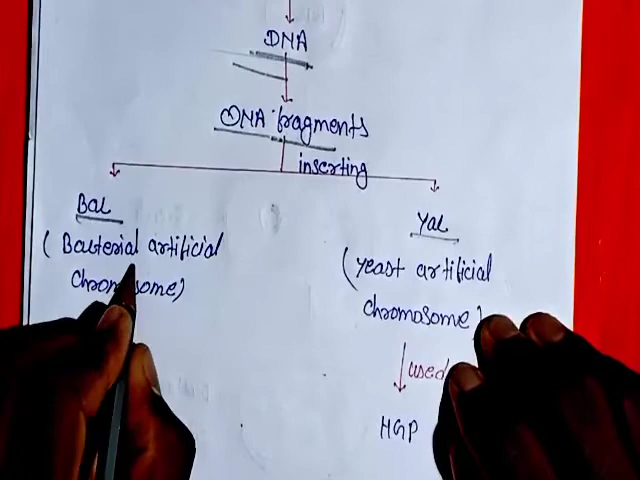 DNA
DNA fragments
inserting
BAC
(Bacterial artificial
chromosome)
YAC
(Yeast artificial
chromosome)
used
HGP